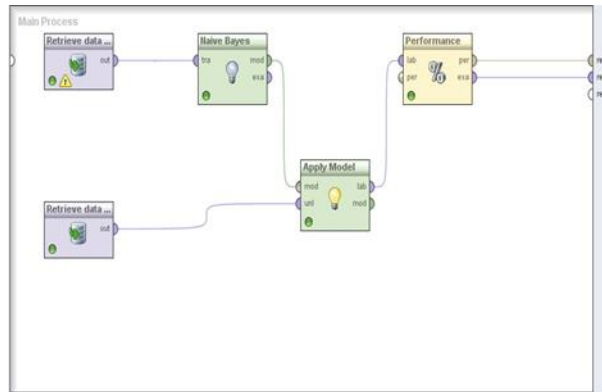 Main Process
Retrieve data ...
out
Naive Bayes
tra
mod
exa
Performance
lab
per
%
per
exa
Apply Model
mod
unl
lab
mod
Retrieve data ...
out